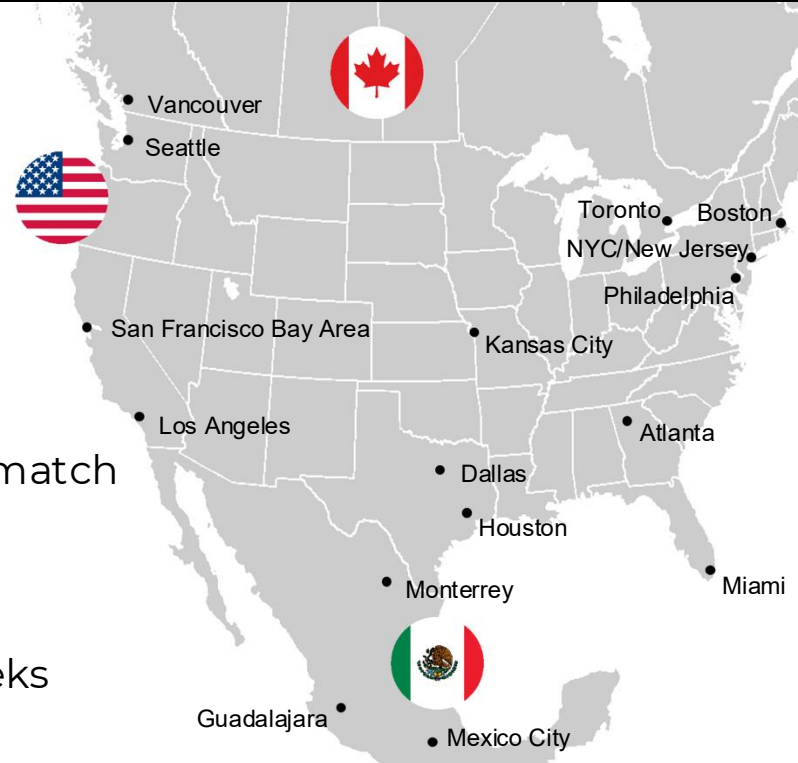 Vancouver
Seattle
Toronto
Boston
NYC/New Jersey
Philadelphia
San Francisco Bay Area
Kansas City
Los Angeles
Atlanta
match
Dallas
Houston
Monterrey
Miami
Guadalajara
Mexico City